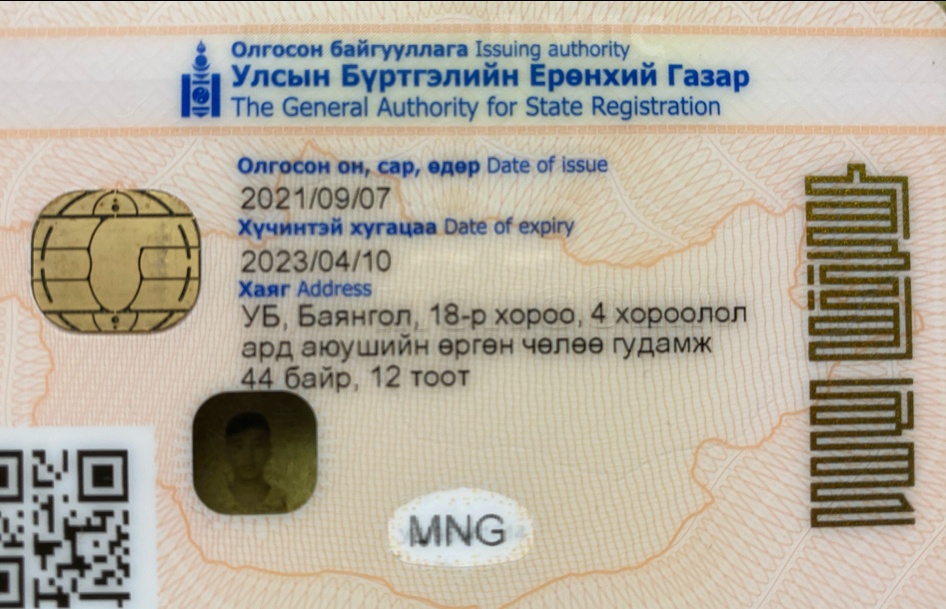 Олгосон байгууллага Issuing authority
Улсын Бүртгэлийн Ерөнхий Газар
The General Authority for State Registration
Олгосон он, сар, өдөр Date of issue
2021/09/07
Хүчинтэй хугацаа Date of expiry
2023/04/10
Хаяг Address
УБ, Баянгол, 18-р хороо, 4 хороолол
ард аюушийн өргөн чөлөө гудамж
44 байр, 12 тоот
MNG